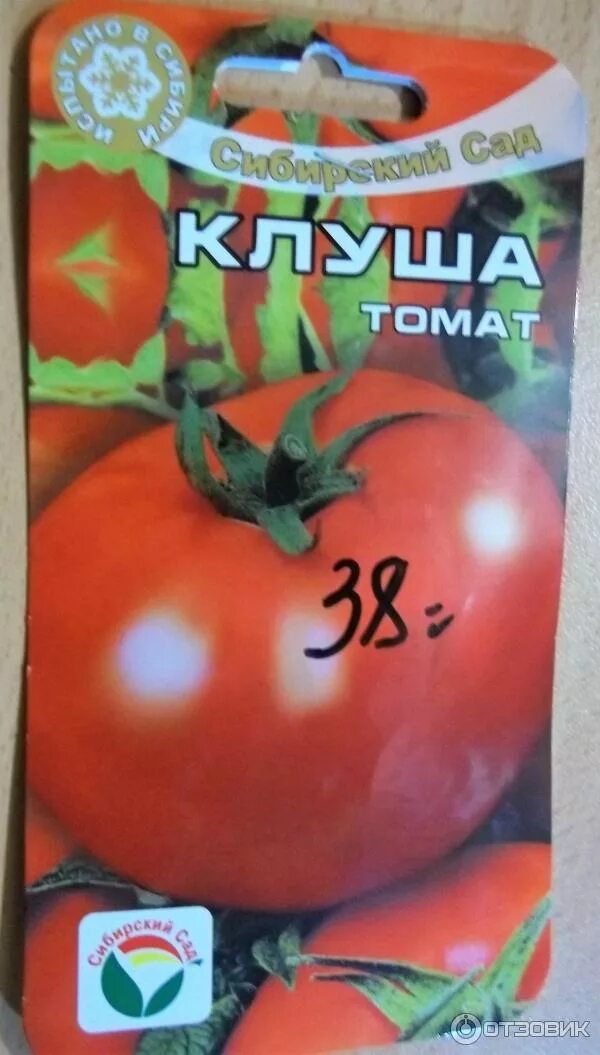 ИСПЫТАНО В СИБИРИ
Сибирский Сад
КЛУША
ТОМАТ
38=
Сибирский Сад
ОТЗОВИК